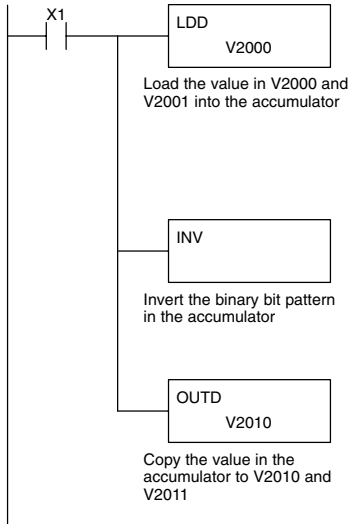 X1
LDD
V2000
Load the value in V2000 and
V2001 into the accumulator
INV
Invert the binary bit pattern
in the accumulator
OUTD
V2010
Copy the value in the
accumulator to V2010 and
V2011